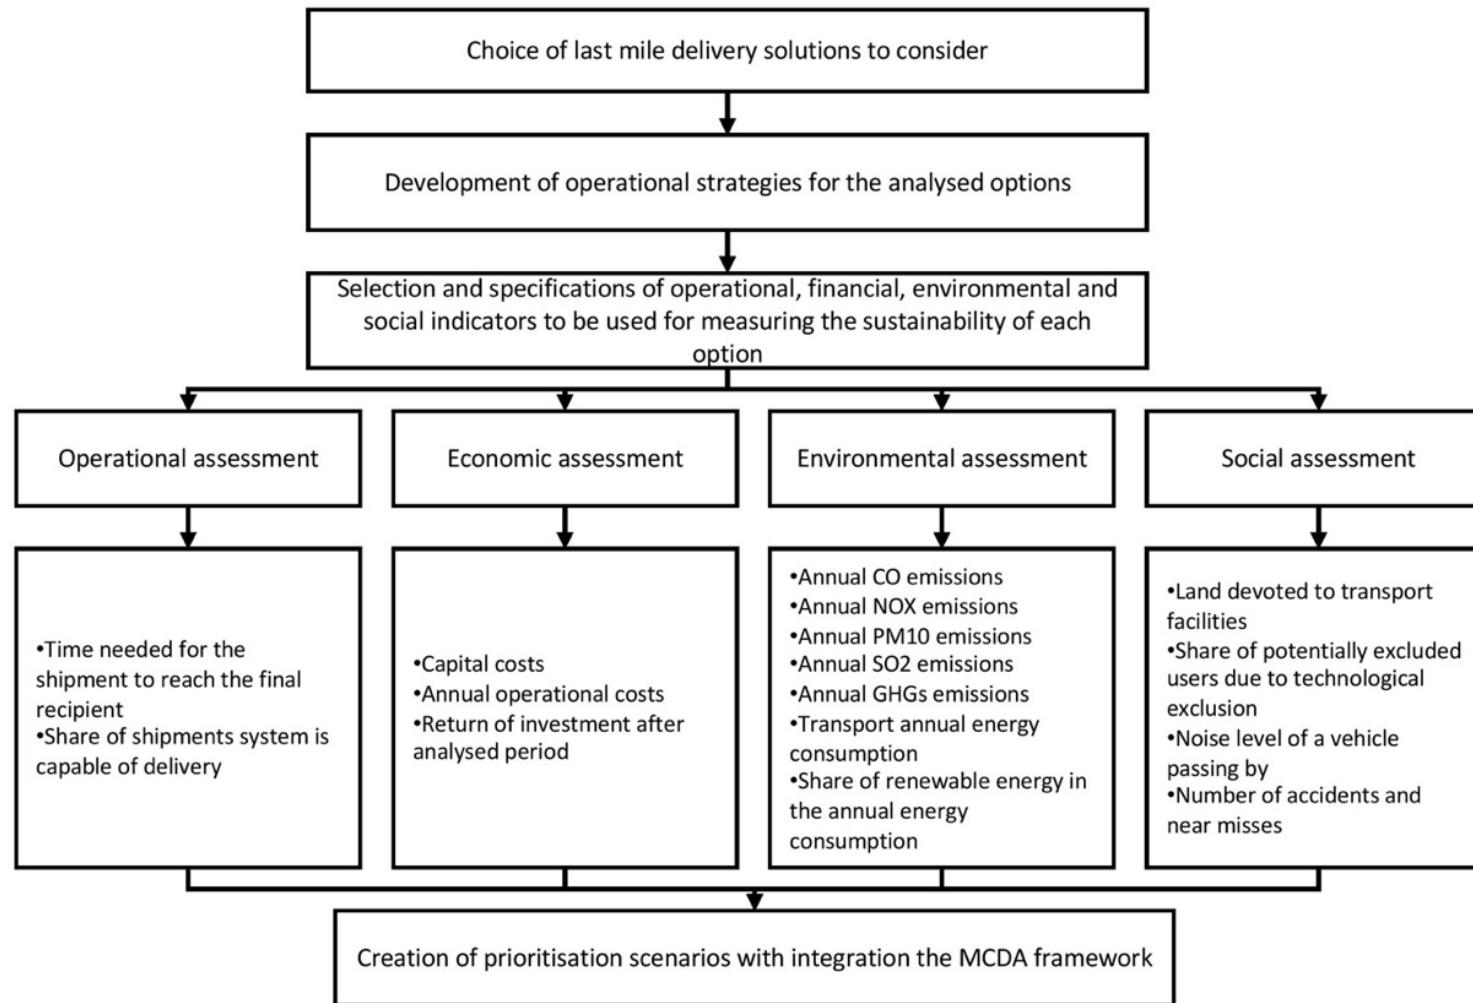 Choice of last mile delivery solutions to consider
Development of operational strategies for the analysed options
Selection and specifications of operational, financial, environmental and
social indicators to be used for measuring the sustainability of each
option
Operational assessment
Economic assessment
Environmental assessment
Social assessment
•Time needed for the
shipment to reach the final
recipient
•Share of shipments system is
capable of delivery
•Capital costs
•Annual operational costs
•Return of investment after
analysed period
•Annual CO emissions
•Annual NOX emissions
•Annual PM10 emissions
•Annual SO2 emissions
•Annual GHGs emissions
•Transport annual energy
consumption
•Share of renewable energy in
the annual energy
consumption
•Land devoted to transport
facilities
•Share of potentially excluded
users due to technological
exclusion
•Noise level of a vehicle
passing by
•Number of accidents and
near misses
Creation of prioritisation scenarios with integration the MCDA framework